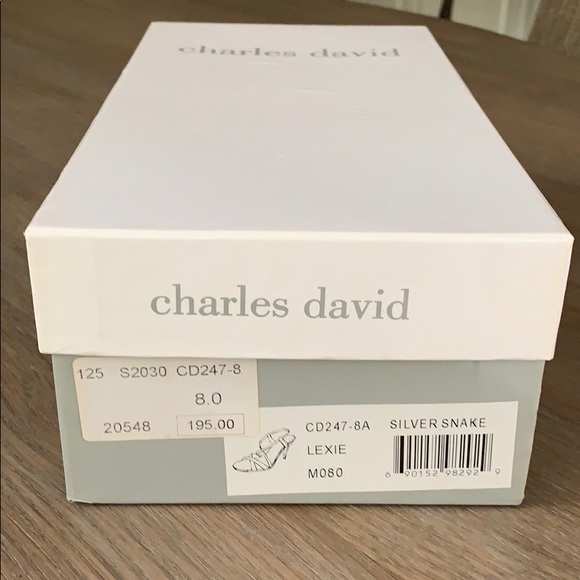 charles david
charles david
125 S2030 CD247-8
8.0
20548 195.00
CD247-8A SILVER SNAKE
LEXIE
M080
6 90152 98292 9